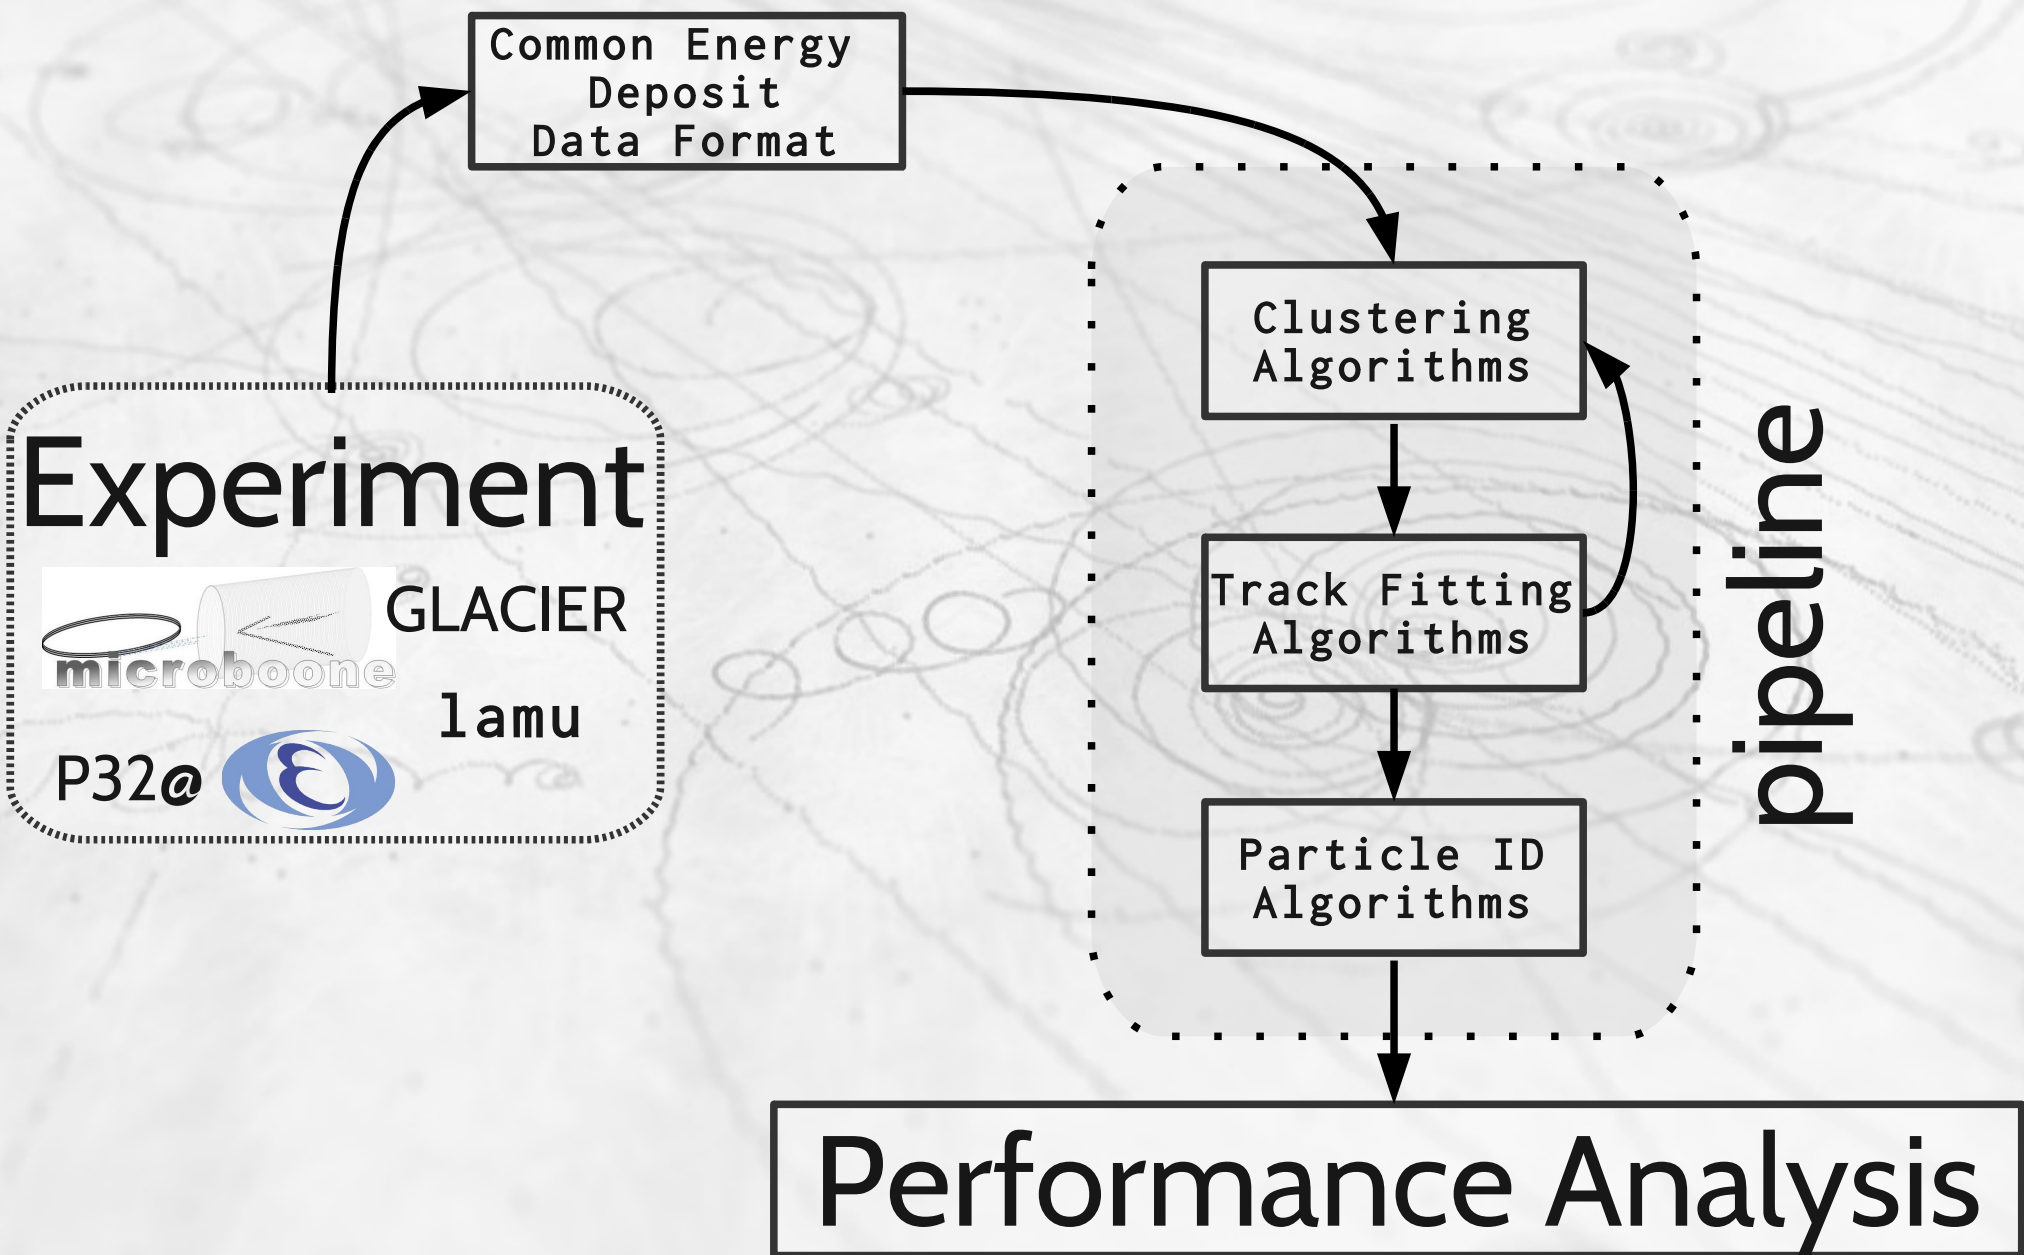 Common Energy
Deposit
Data Format
Experiment
microboone
GLACIER
lamu
P32@
Clustering
Algorithms
Track Fitting
Algorithms
Particle ID
Algorithms
pipeline
Performance Analysis